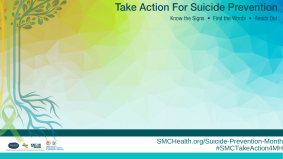 Take Action For Suicide Prevention
Know the Signs • Find the Words • Reach Out
SMCHealth.org/Suicide-Prevention-Month
#SMCTakeAction4MH